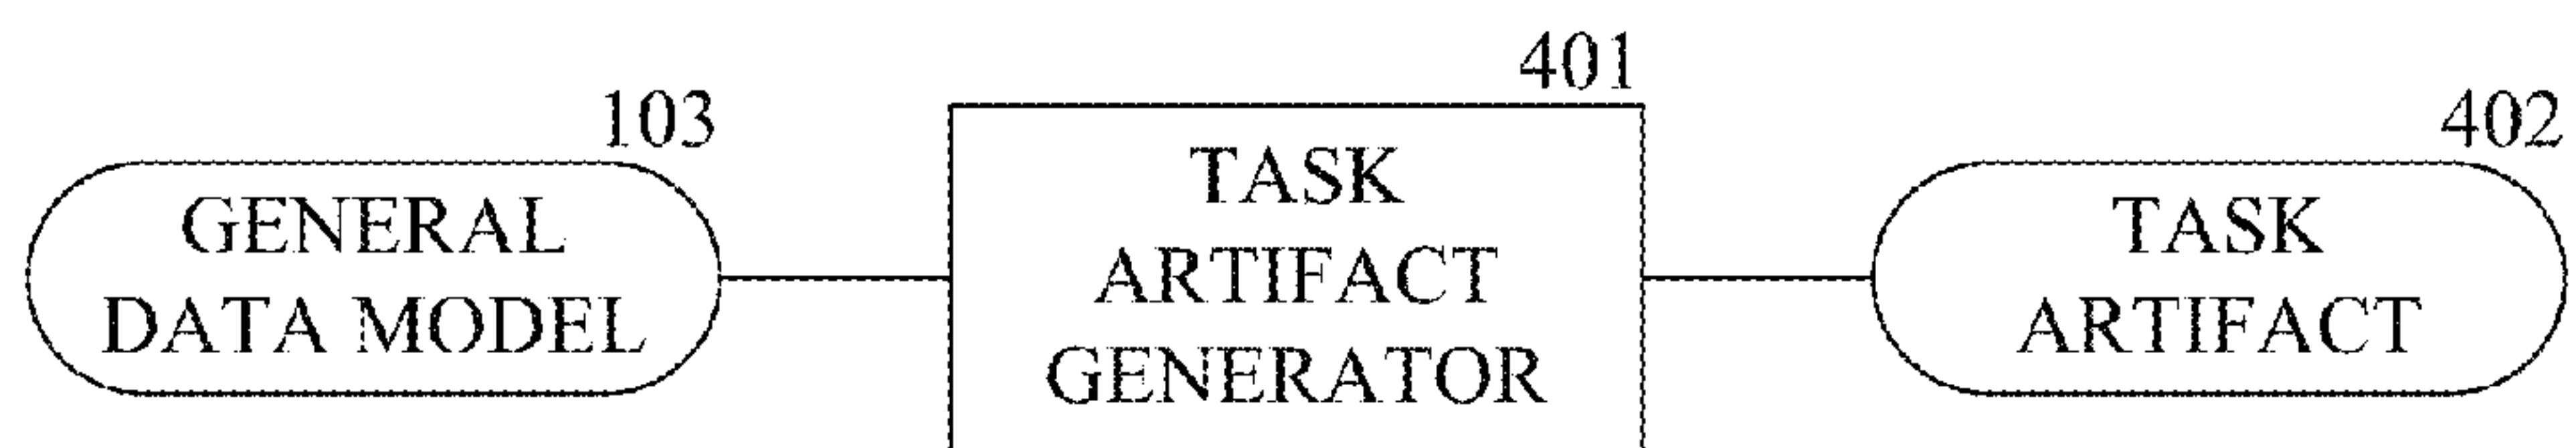 103
GENERAL
DATA MODEL
401
TASK
ARTIFACT
GENERATOR
402
TASK
ARTIFACT